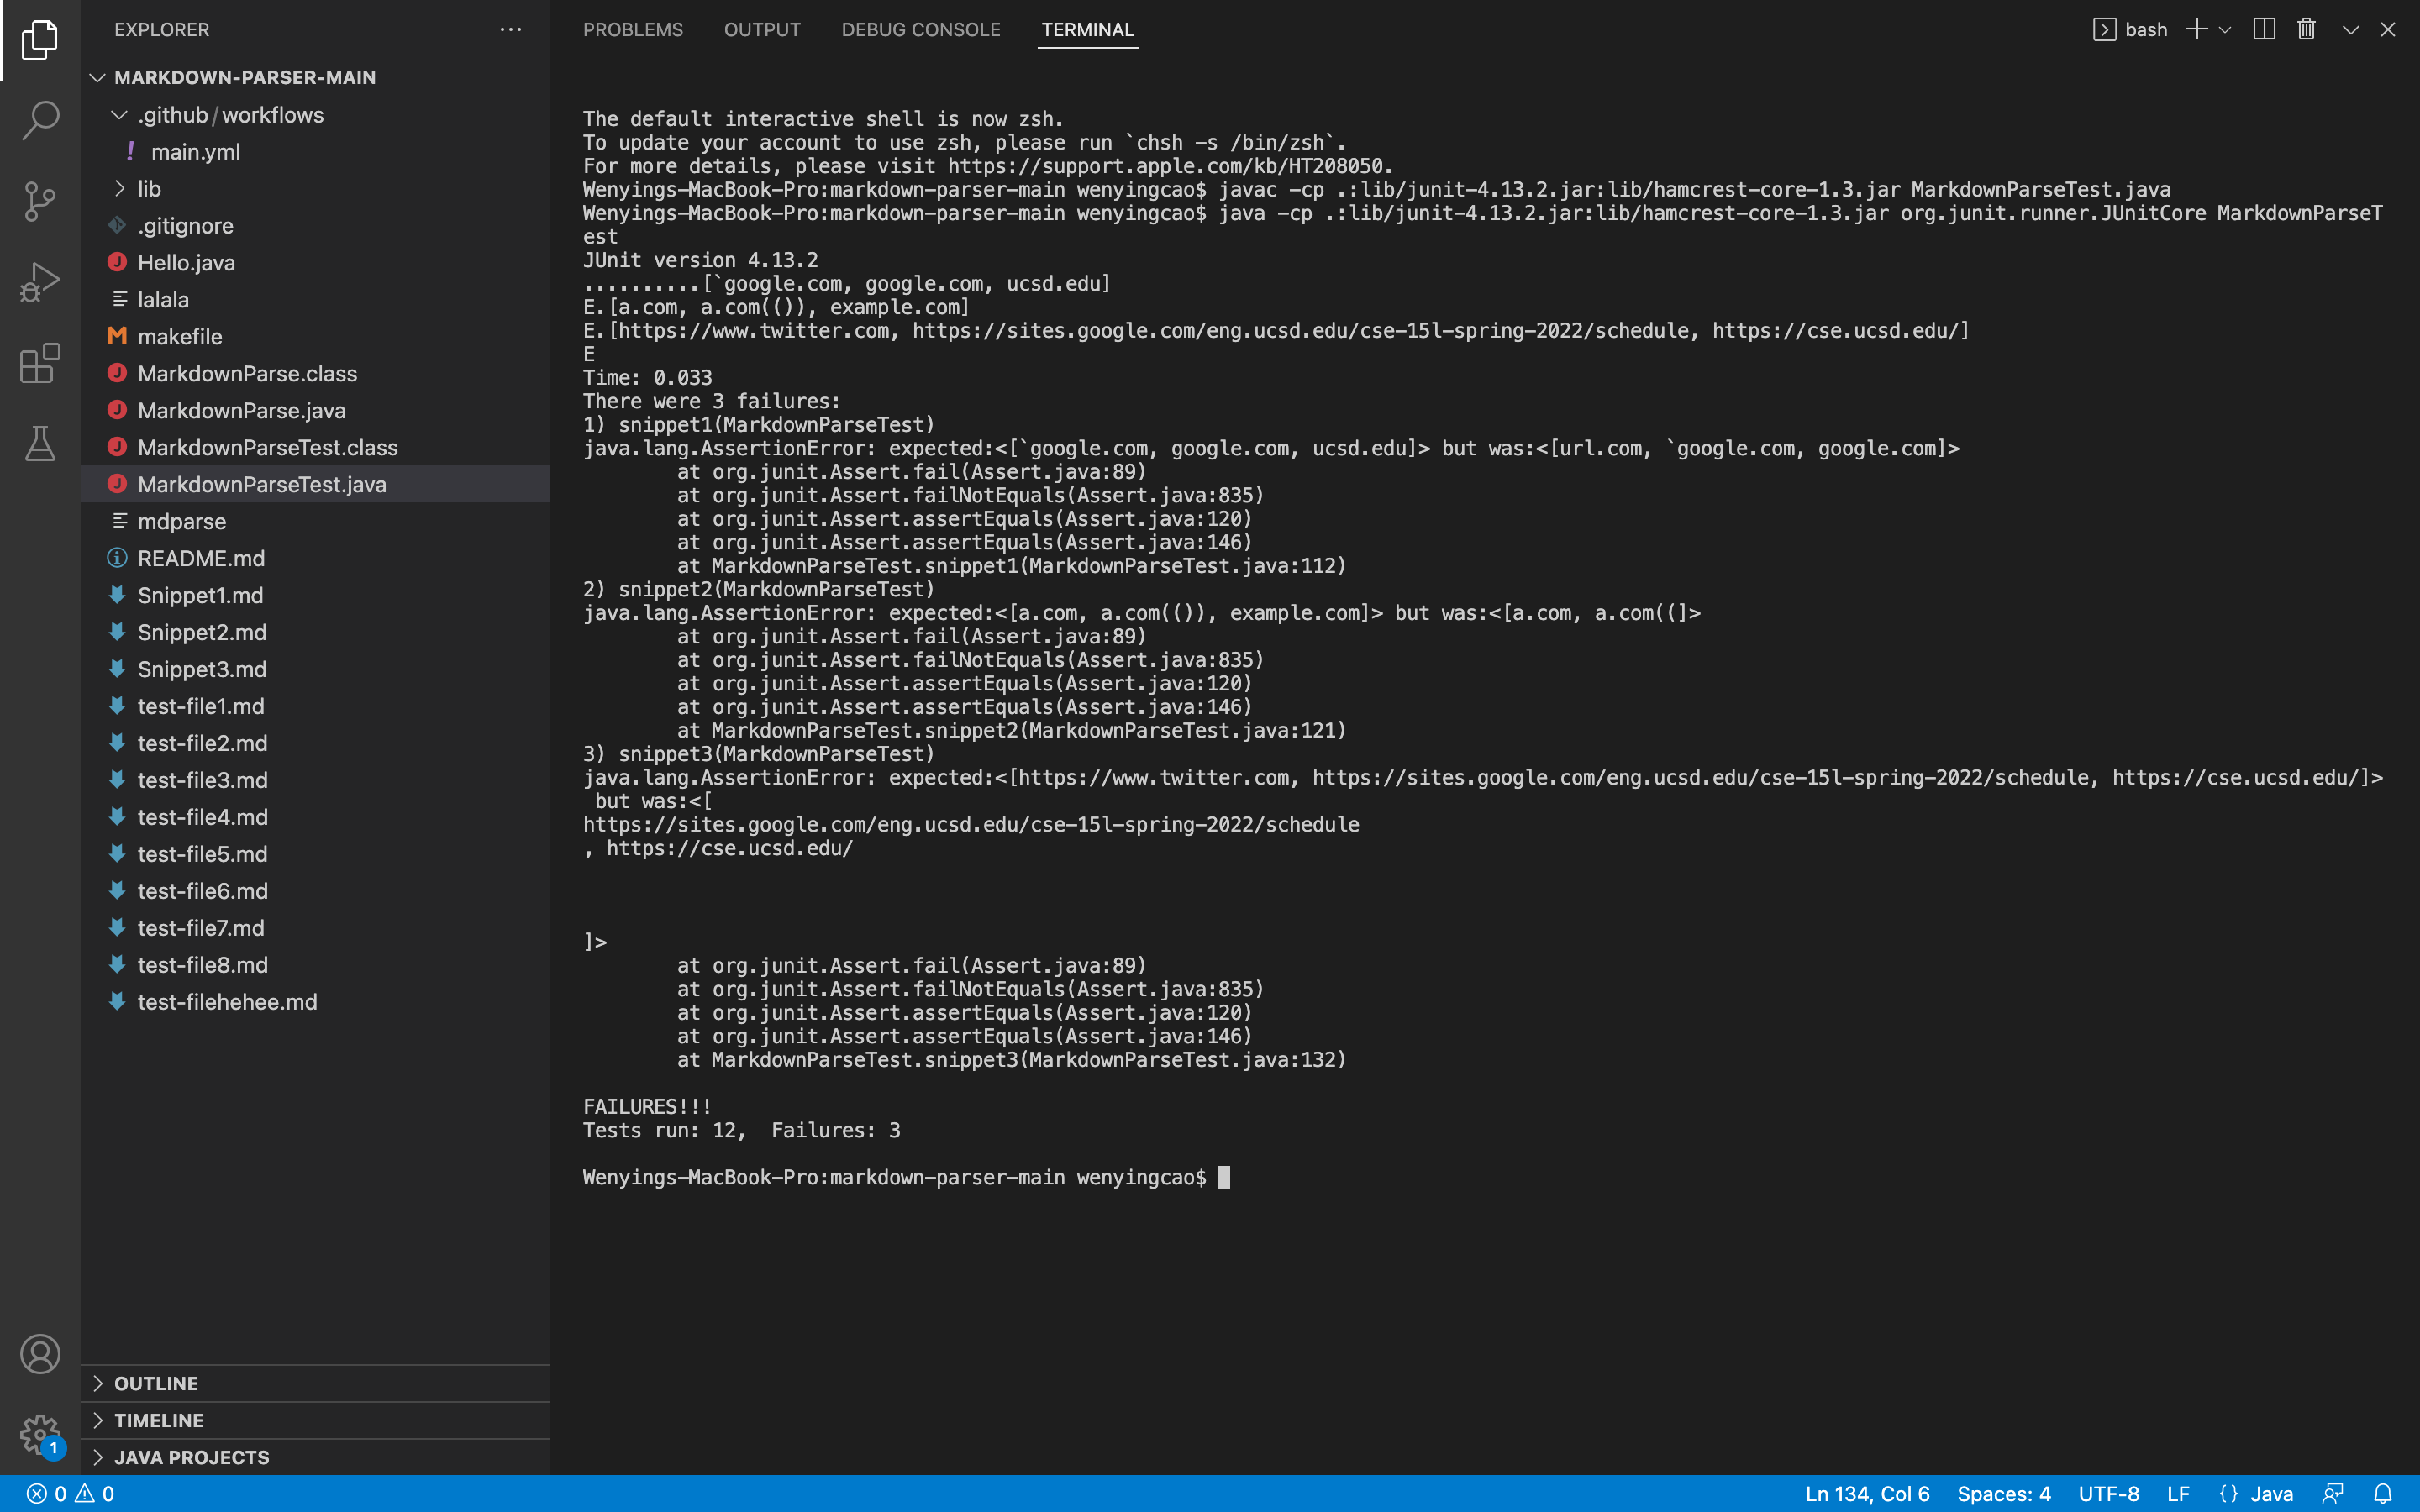 EXPLORER
MARKDOWN-PARSER-MAIN
.github/workflows
! main.yml
lib
.gitignore
J Hello.java
lalala
M makefile
J MarkdownParse.class
J MarkdownParse.java
J MarkdownParseTest.class
J MarkdownParseTest.java
mdparse
README.md
Snippet1.md
Snippet2.md
Snippet3.md
test-file1.md
test-file2.md
test-file3.md
test-file4.md
test-file5.md
test-file6.md
test-file7.md
test-file8.md
test-filehehee.md
OUTLINE
TIMELINE
JAVA PROJECTS
1
PROBLEMS OUTPUT DEBUG CONSOLE TERMINAL
bash
The default interactive shell is now zsh.
To update your account to use zsh, please run `chsh -s /bin/zsh`.
For more details, please visit https://support.apple.com/kb/HT208050.
Wenyings-MacBook-Pro:markdown-parser-main wenyingcao$ javac -cp .:lib/junit-4.13.2.jar:lib/hamcrest-core-1.3.jar MarkdownParseTest.java
Wenyings-MacBook-Pro:markdown-parser-main wenyingcao$ java -cp .:lib/junit-4.13.2.jar:lib/hamcrest-core-1.3.jar org.junit.runner.JUnitCore MarkdownParseT
est
JUnit version 4.13.2
..........[`google.com, google.com, ucsd.edu]
E.[a.com, a.com(()), example.com]
E.[https://www.twitter.com, https://sites.google.com/eng.ucsd.edu/cse-15l-spring-2022/schedule, https://cse.ucsd.edu/]
E
Time: 0.033
There were 3 failures:
1) snippet1(MarkdownParseTest)
java.lang.AssertionError: expected:<[`google.com, google.com, ucsd.edu]> but was:<[url.com, `google.com, google.com]>
at org.junit.Assert.fail(Assert.java:89)
at org.junit.Assert.failNotEquals(Assert.java:835)
at org.junit.Assert.assertEquals(Assert.java:120)
at org.junit.Assert.assertEquals(Assert.java:146)
at MarkdownParseTest.snippet1(MarkdownParseTest.java:112)
2) snippet2(MarkdownParseTest)
java.lang.AssertionError: expected:<[a.com, a.com(()), example.com]> but was:<[a.com, a.com((]>
at org.junit.Assert.fail(Assert.java:89)
at org.junit.Assert.failNotEquals(Assert.java:835)
at org.junit.Assert.assertEquals(Assert.java:120)
at org.junit.Assert.assertEquals(Assert.java:146)
at MarkdownParseTest.snippet2(MarkdownParseTest.java:121)
3) snippet3(MarkdownParseTest)
java.lang.AssertionError: expected:<[https://www.twitter.com, https://sites.google.com/eng.ucsd.edu/cse-15l-spring-2022/schedule, https://cse.ucsd.edu/]>
but was:<[
https://sites.google.com/eng.ucsd.edu/cse-15l-spring-2022/schedule
, https://cse.ucsd.edu/
]>
at org.junit.Assert.fail(Assert.java:89)
at org.junit.Assert.failNotEquals(Assert.java:835)
at org.junit.Assert.assertEquals(Assert.java:120)
at org.junit.Assert.assertEquals(Assert.java:146)
at MarkdownParseTest.snippet3(MarkdownParseTest.java:132)
FAILURES!!!
Tests run: 12,  Failures: 3
Wenyings-MacBook-Pro:markdown-parser-main wenyingcao$
0 0
Ln 134, Col 6 Spaces: 4 UTF-8 LF {} Java